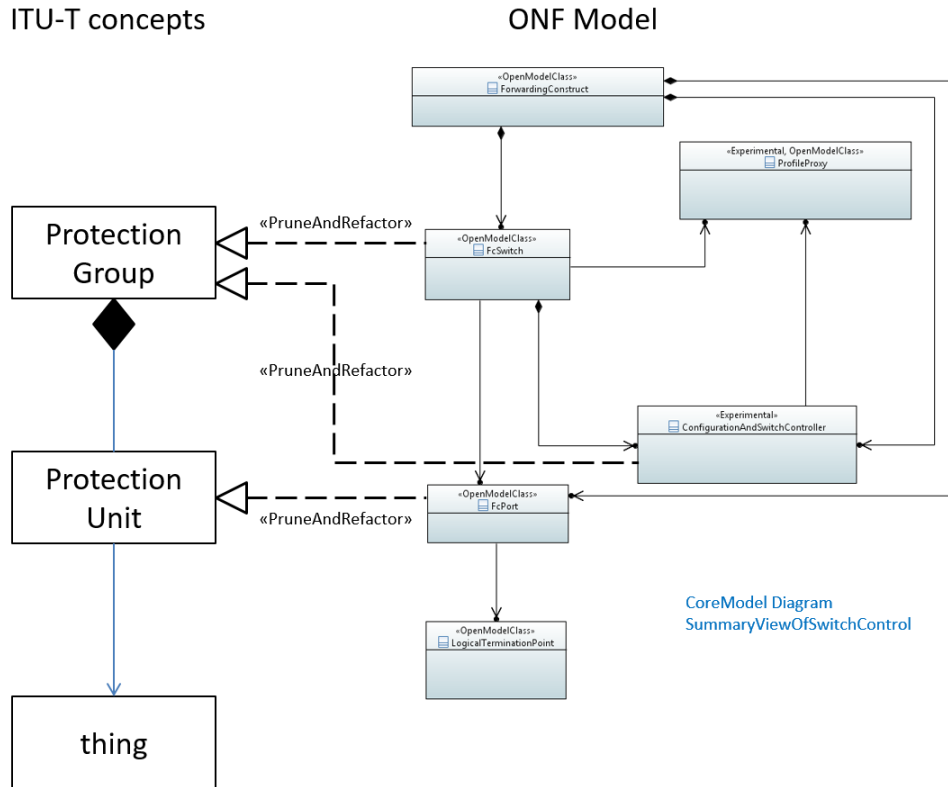 ITU-T concepts
ONF Model
«OpenModelClass»
ForwardingConstruct
«Experimental, OpenModelClass»
ProfileProxy
Protection
Group
«PruneAndRefactor»
«OpenModelClass»
FcSwitch
«PruneAndRefactor»
«Experimental»
ConfigurationAndSwitchController
Protection
Unit
«PruneAndRefactor»
«OpenModelClass»
FcPort
«OpenModelClass»
LogicalTerminationPoint
CoreModel Diagram
SummaryViewOfSwitchControl
thing